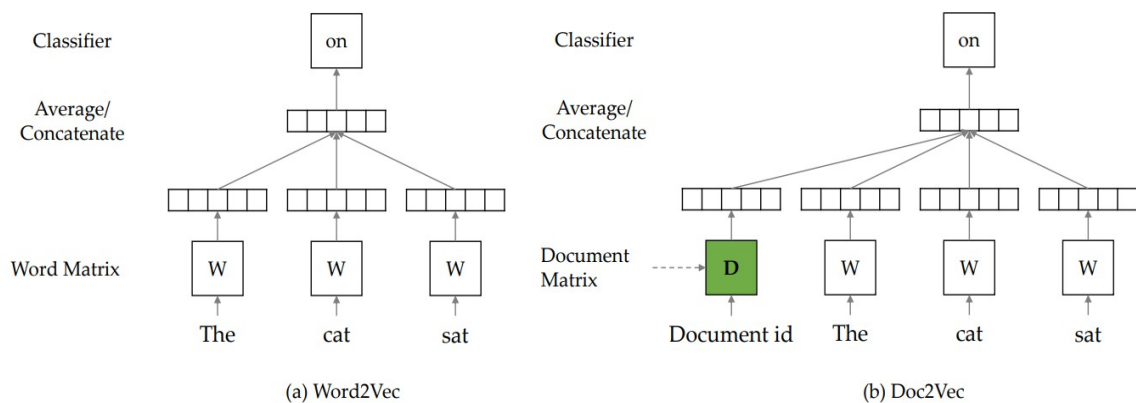 Classifier
on
Average/
Concatenate
Word Matrix
W
W
W
The
cat
sat
(a) Word2Vec
Classifier
on
Average/
Concatenate
Document
Matrix
D
W
W
W
Document id
The
cat
sat
(b) Doc2Vec